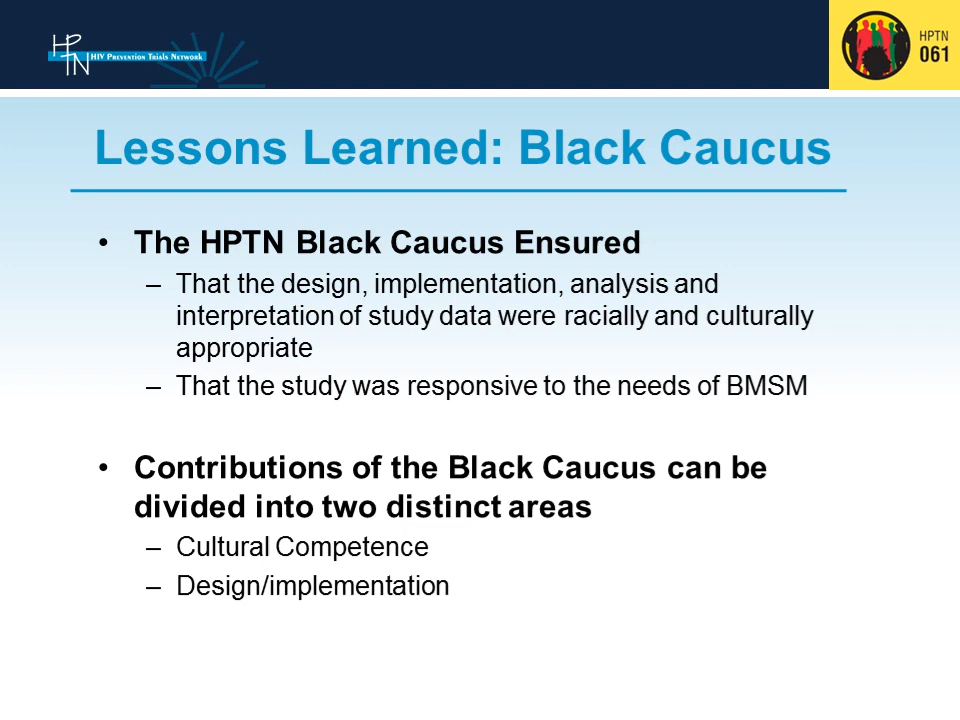 HPTN
HIV Prevention Trials Network
HPTN
061
Lessons Learned: Black Caucus
• The HPTN Black Caucus Ensured
– That the design, implementation, analysis and
interpretation of study data were racially and culturally
appropriate
– That the study was responsive to the needs of BMSM
• Contributions of the Black Caucus can be
divided into two distinct areas
– Cultural Competence
– Design/implementation